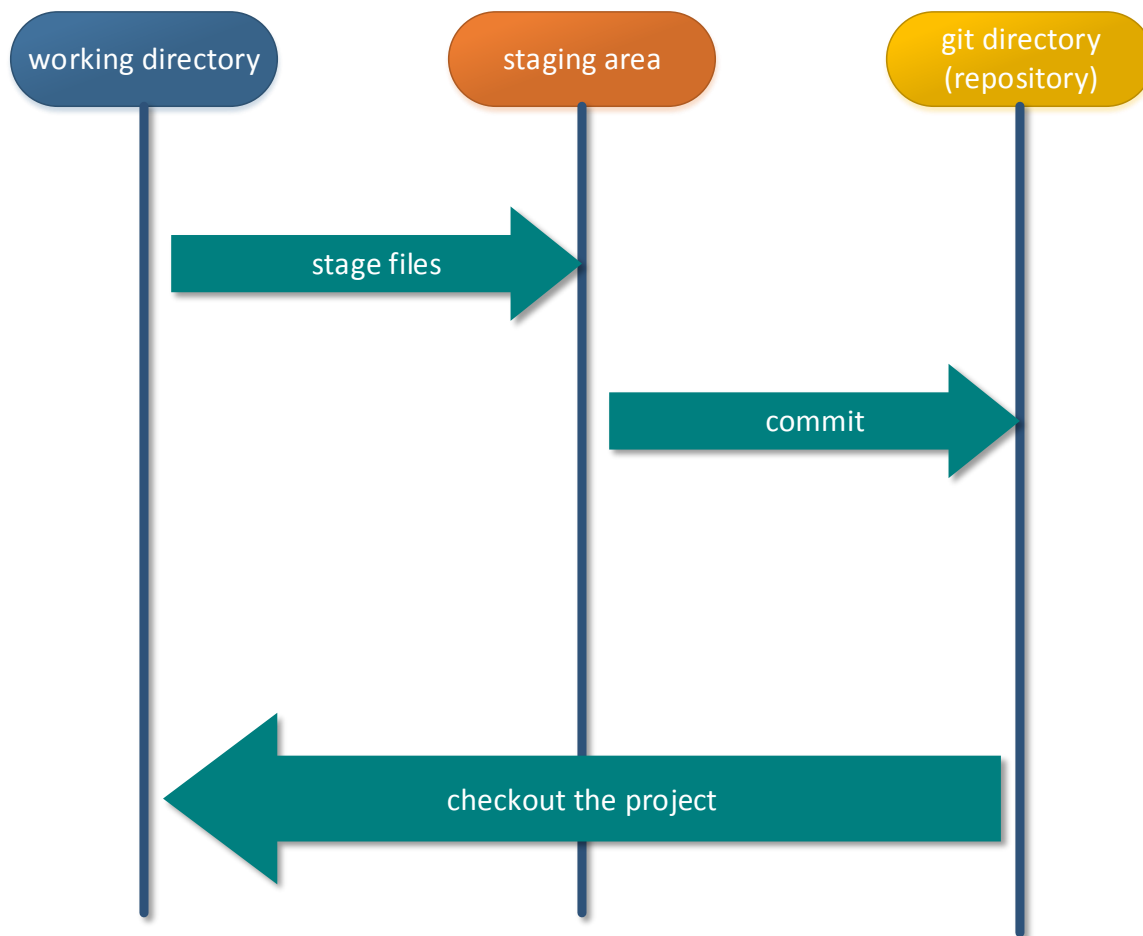 working directory
staging area
git directory
(repository)
stage files
commit
checkout the project